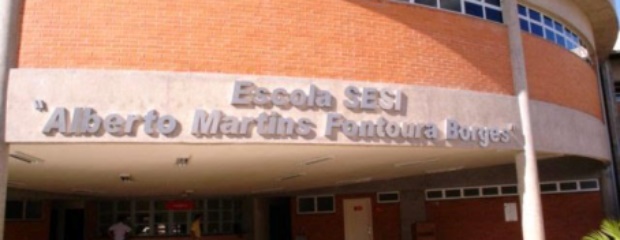 Escola SESI
"Alberto Martins Fontoura Borges"